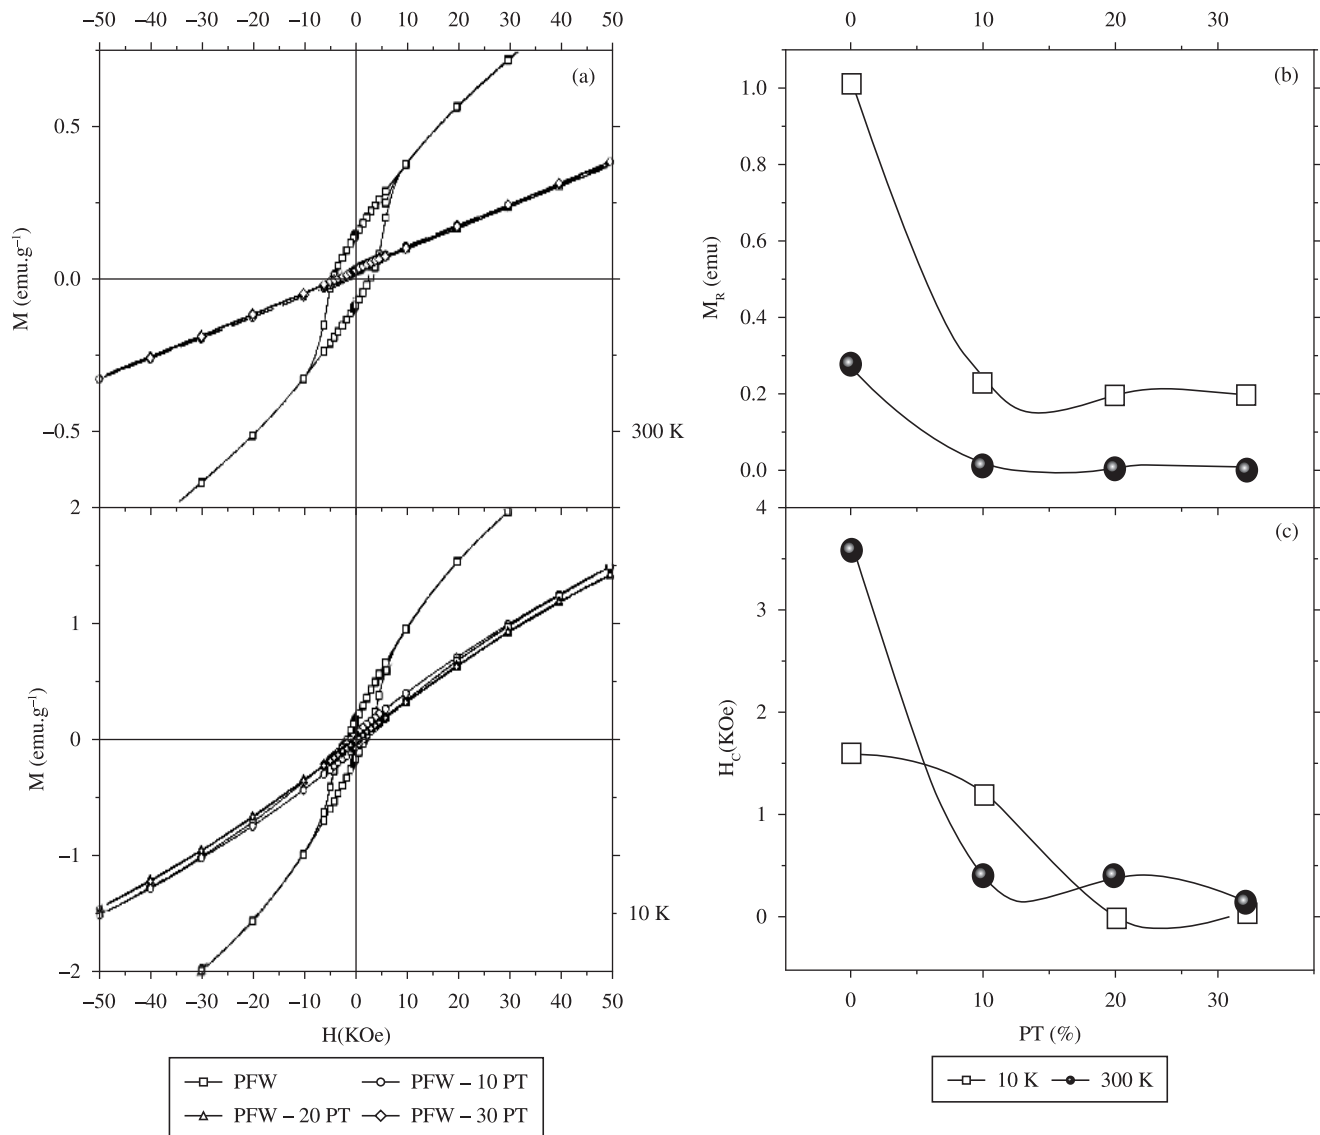 −50 −40 −30 −20 −10 0 10 20 30 40 50
(a)
0.5
0.0
−0.5
M (emu.g⁻¹)
300 K
2
1
0
−1
−2
M (emu.g⁻¹)
10 K
−50 −40 −30 −20 −10 0 10 20 30 40 50
H(KOe)
PFW PFW – 10 PT
PFW – 20 PT PFW – 30 PT
0 10 20 30
(b)
1.0
0.8
0.6
0.4
0.2
0.0
M_R (emu)
4
(c)
3
2
1
0
H_C(KOe)
0 10 20 30
PT (%)
10 K 300 K